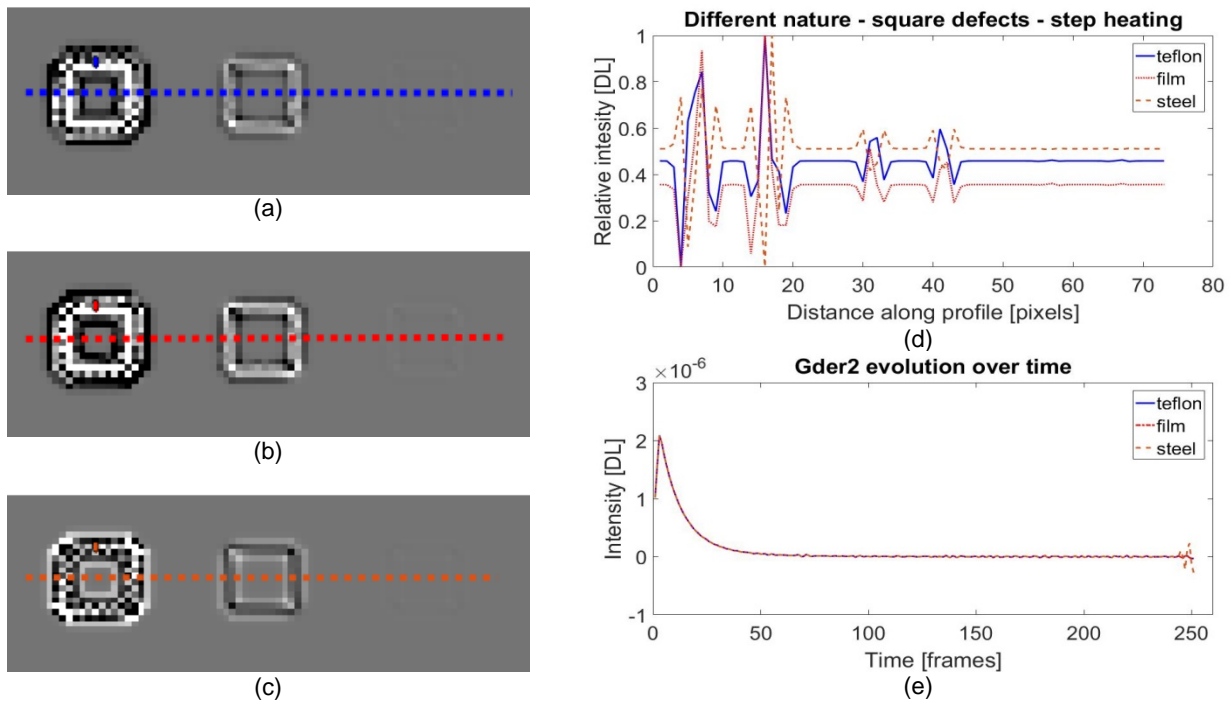 (a)
(b)
(c)
Different nature - square defects - step heating
Relative intesity [DL]
1
0.8
0.6
0.4
0.2
0
teflon
film
steel
0 10 20 30 40 50 60 70 80
Distance along profile [pixels]
(d)
Gder2 evolution over time
×10⁻⁶
Intensity [DL]
3
2
1
0
-1
teflon
film
steel
0 50 100 150 200 250
Time [frames]
(e)